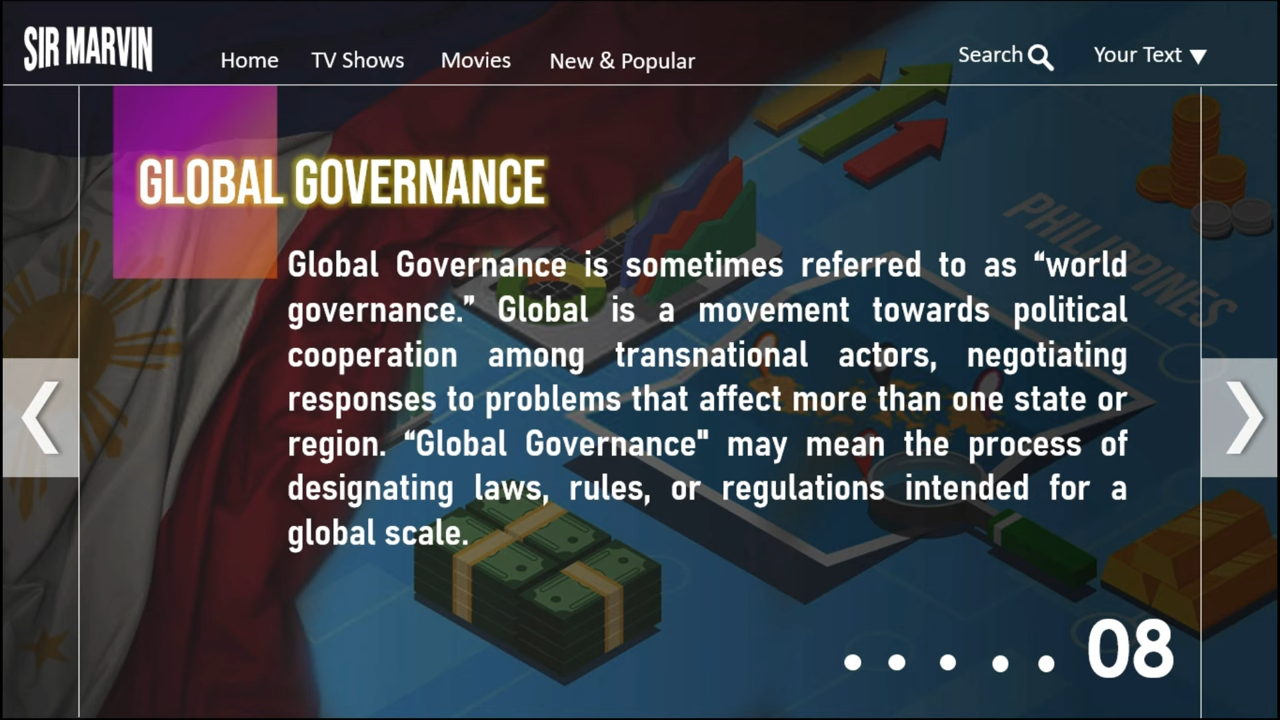 SIR MARVIN
Home TV Shows Movies New & Popular Search Your Text
GLOBAL GOVERNANCE
PHILIPPINES
Global Governance is sometimes referred to as “world
governance.” Global is a movement towards political
cooperation among transnational actors, negotiating
responses to problems that affect more than one state or
region. “Global Governance" may mean the process of
designating laws, rules, or regulations intended for a
global scale.
08